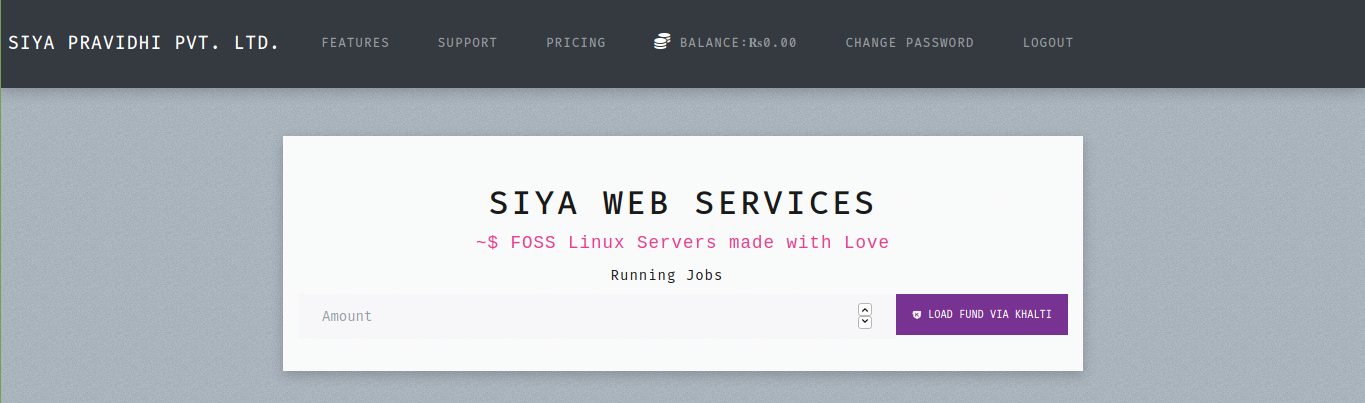 SIYA PRAVIDHI PVT. LTD. FEATURES SUPPORT PRICING BALANCE:₨0.00 CHANGE PASSWORD LOGOUT
SIYA WEB SERVICES
~$ FOSS Linux Servers made with Love
Running Jobs
Amount LOAD FUND VIA KHALTI